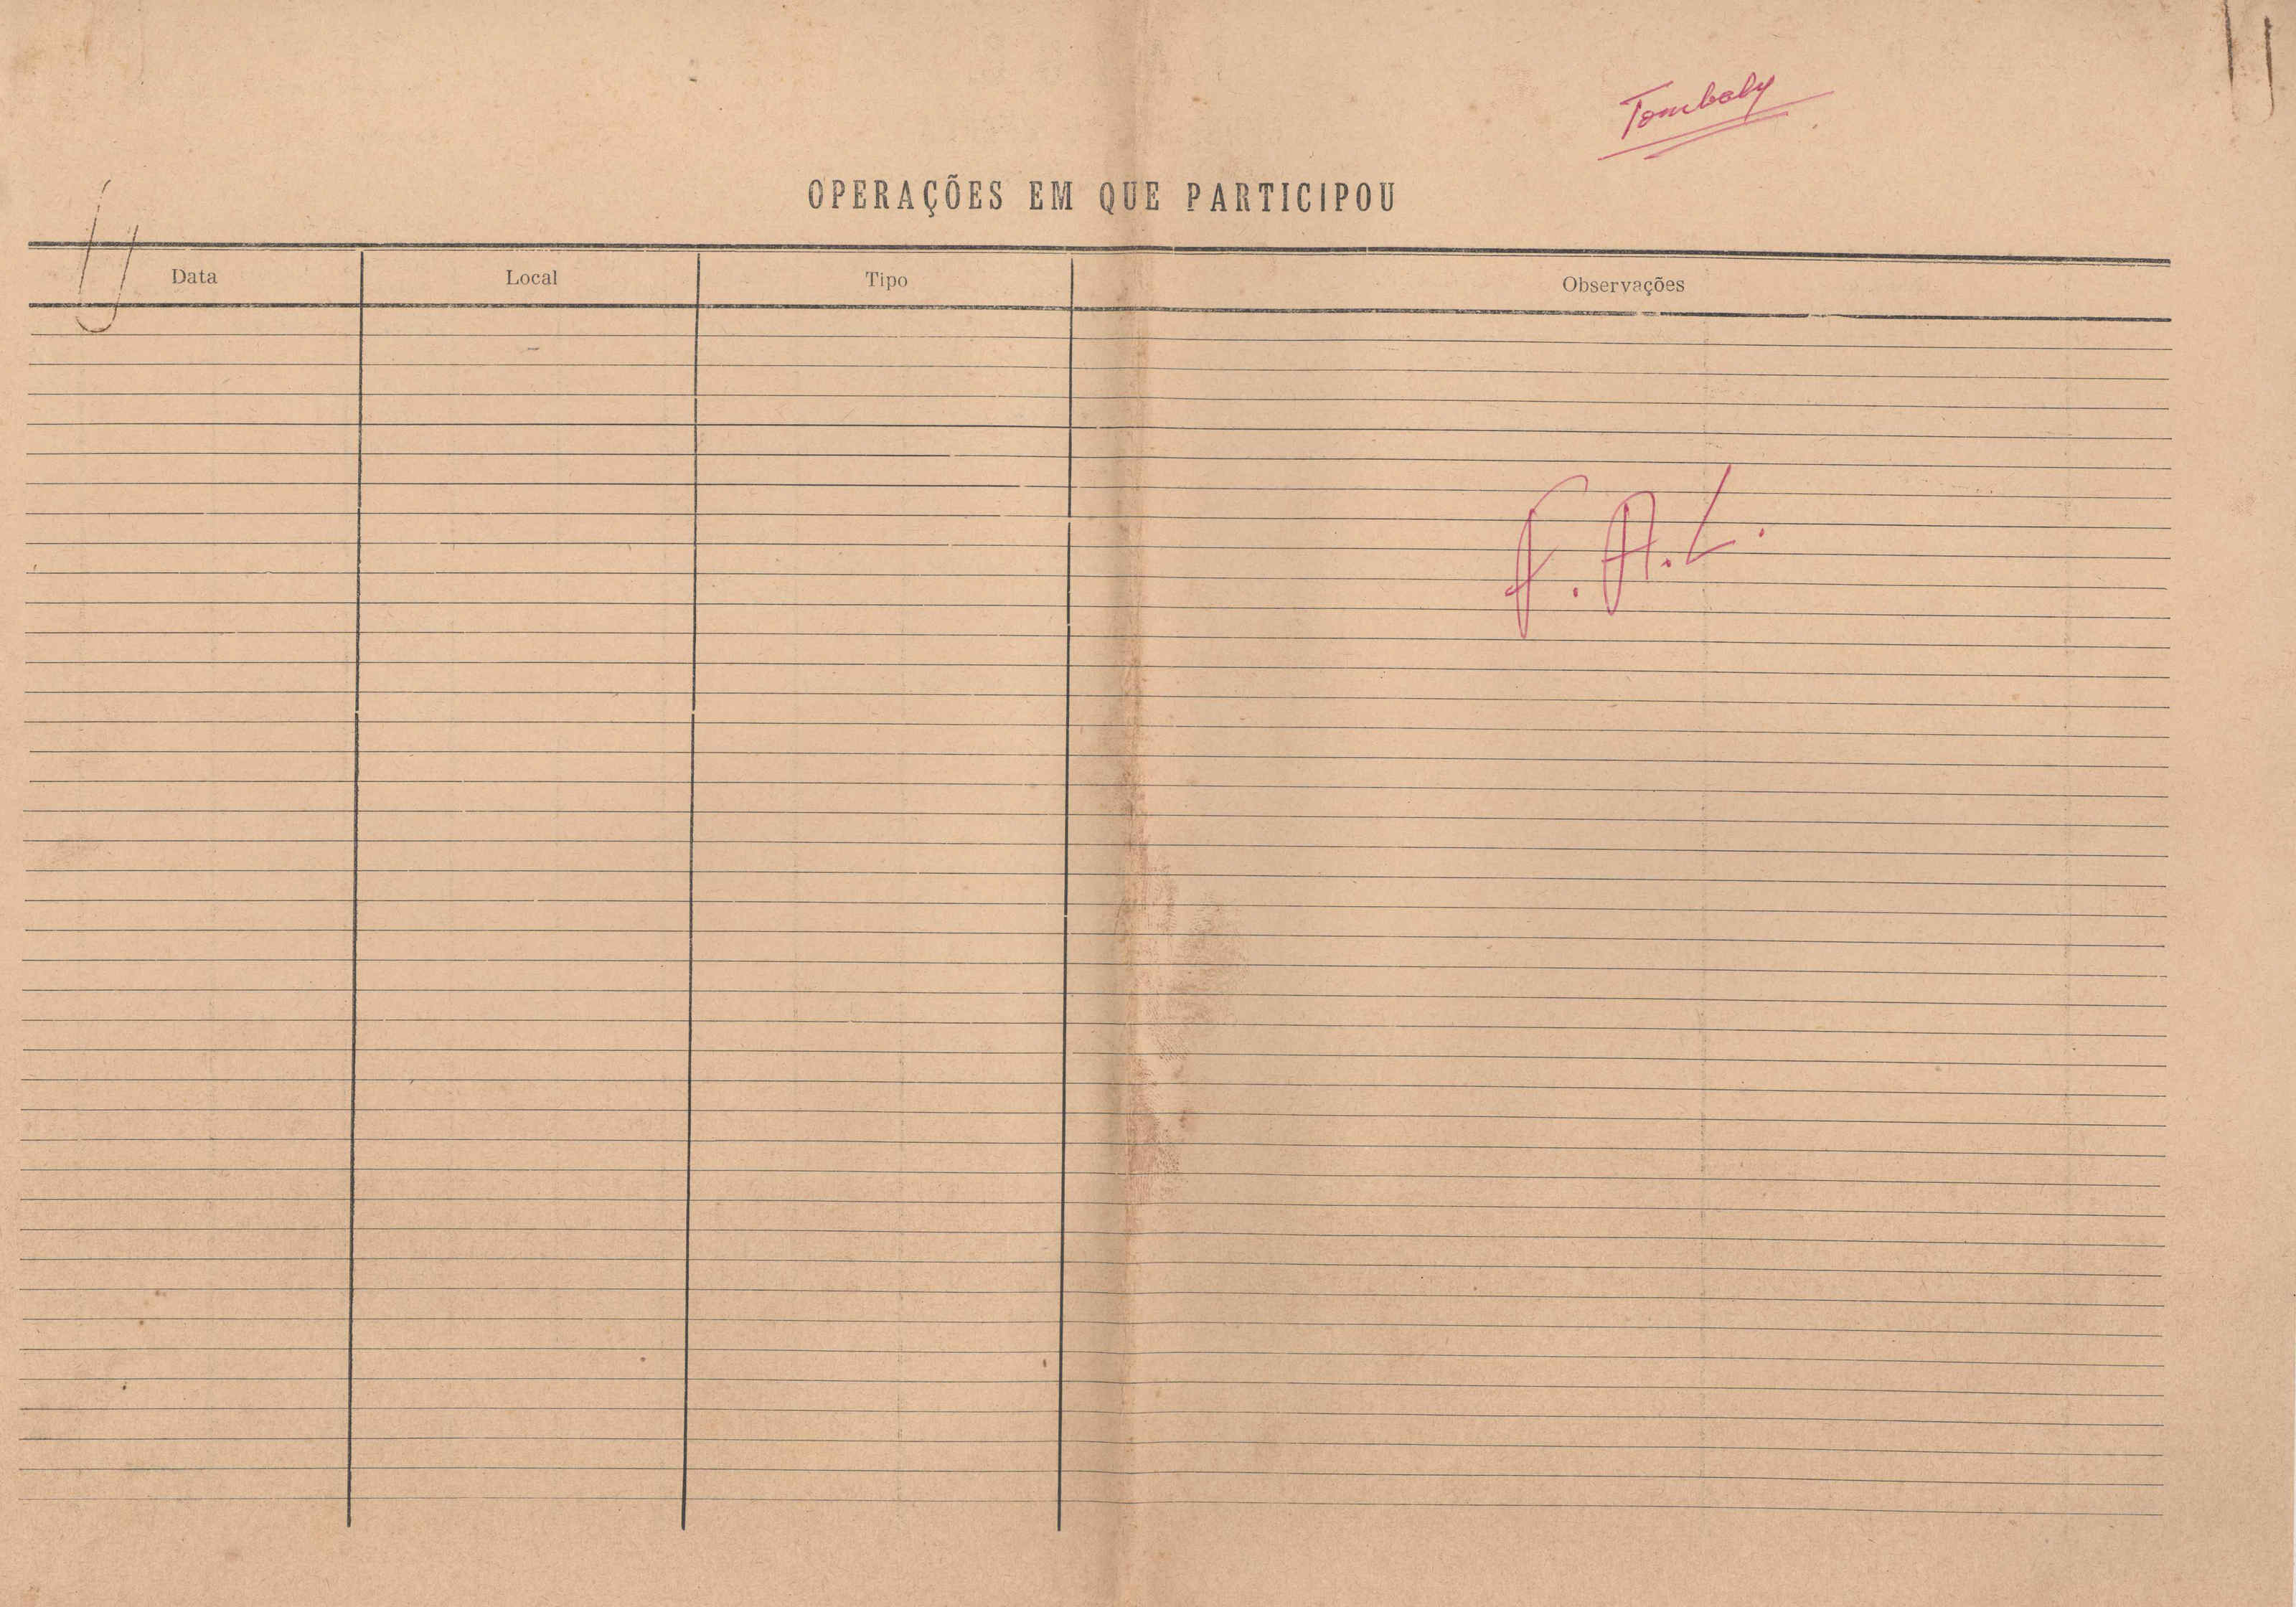 Tombaly
OPERAÇÕES EM QUE PARTICIPOU
Data Local Tipo Observações
F. A. L.